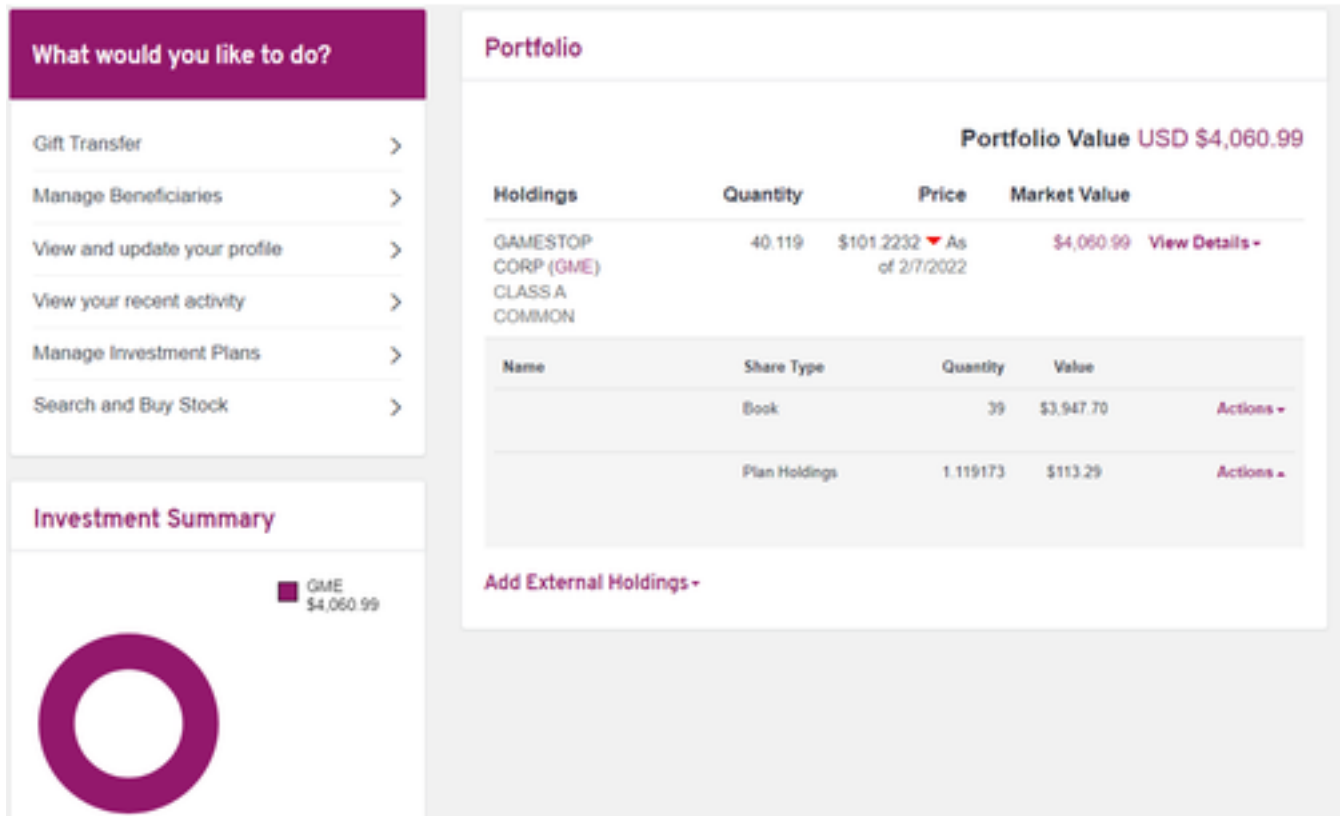 What would you like to do?
Gift Transfer
Manage Beneficiaries
View and update your profile
View your recent activity
Manage Investment Plans
Search and Buy Stock
Investment Summary
GME
$4,060.99
Portfolio
Portfolio Value USD $4,060.99
Holdings Quantity Price Market Value
GAMESTOP 40.119 $101.2232 As $4,060.99 View Details
CORP (GME) of 2/7/2022
CLASS A
COMMON
Name Share Type Quantity Value
Book 39 $3,947.70 Actions
Plan Holdings 1.119173 $113.29 Actions
Add External Holdings